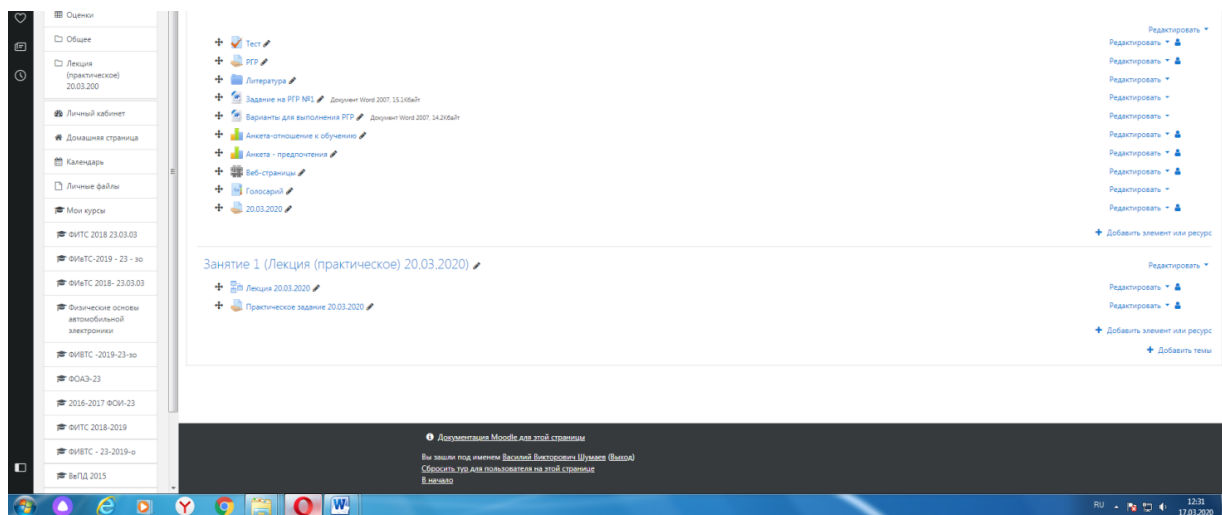 Оценки
Общее
Лекция
(практическое)
20.03.200
Личный кабинет
Домашняя страница
Календарь
Личные файлы
Мои курсы
ФИТС 2018 23.03.03
ФИвТС-2019 - 23 - зо
ФИвТС 2018- 23.03.03
Физические основы
автомобильной
электроники
ФИВТС -2019-23-зо
ФОАЭ-23
2016-2017 ФОИ-23
ФИТС 2018-2019
ФИВТС - 23-2019-о
ВвПД 2015
Редактировать
Тест Редактировать
РГР Редактировать
Литература Редактировать
Задание на РГР №1 Документ Word 2007, 15.1Кбайт Редактировать
Варианты для выполнения РГР Документ Word 2007, 14.2Кбайт Редактировать
Анкета-отношение к обучению Редактировать
Анкета - предпочтения Редактировать
Веб-страницы Редактировать
Голосарий Редактировать
20.03.2020 Редактировать
Добавить элемент или ресурс
Занятие 1 (Лекция (практическое) 20.03.2020) Редактировать
Лекция 20.03.2020 Редактировать
Практическое задание 20.03.2020 Редактировать
Добавить элемент или ресурс
Добавить темы
Документация Moodle для этой страницы
Вы зашли под именем Василий Викторович Шумаев (Выход)
Сбросить тур для пользователя на этой странице
В начало
RU 12:31
17.03.2020